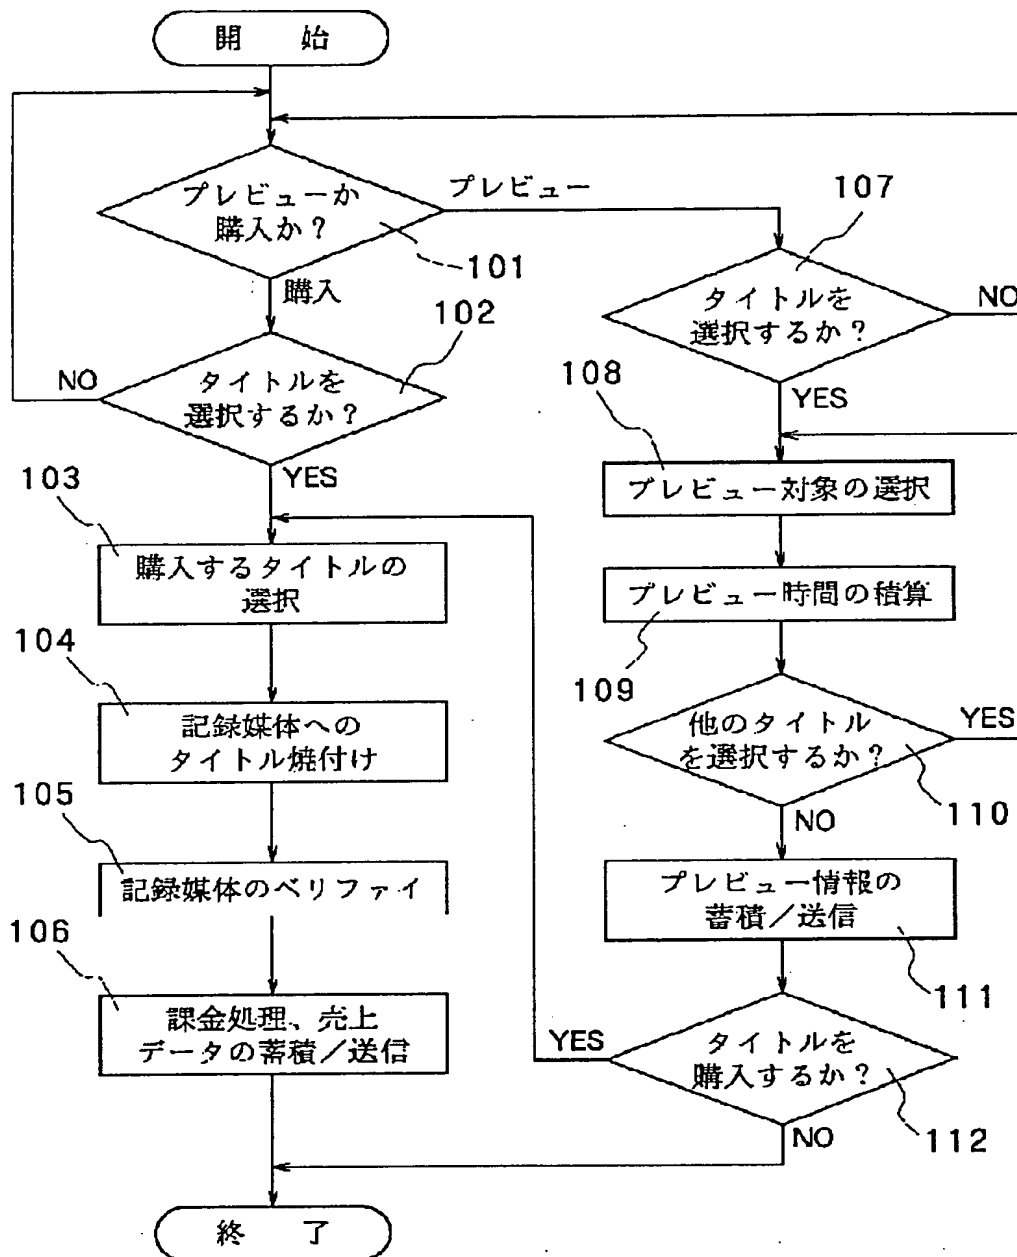 開 始
プレビューか
購入か?
プレビュー
101
購入
102
タイトルを
選択するか?
NO
YES
103
購入するタイトルの
選択
104
記録媒体への
タイトル焼付け
105
記録媒体のベリファイ
106
課金処理、売上
データの蓄積/送信
107
タイトルを
選択するか?
NO
YES
108
プレビュー対象の選択
プレビュー時間の積算
109
他のタイトル
を選択するか?
YES
110
NO
プレビュー情報の
蓄積/送信
111
YES
タイトルを
購入するか?
112
NO
終 了